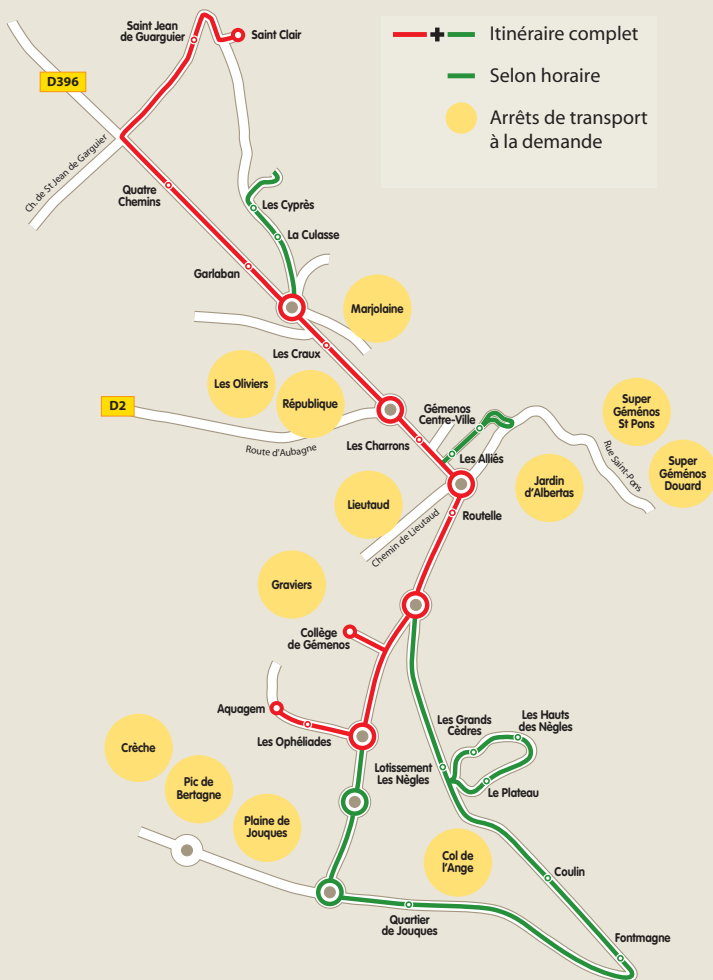 Saint Jean
de Guarguier
Saint Clair
Itinéraire complet
Selon horaire
Arrêts de transport
à la demande
D396
Ch. de St Jean de Garguier
Quatre
Chemins
Les Cyprès
La Culasse
Garlaban
Marjolaine
Les Craux
Les Oliviers
République
D2
Route d'Aubagne
Gémenos
Centre-Ville
Les Charrons
Les Alliés
Super
Géménos
St Pons
Rue Saint-Pons
Super
Géménos
Douard
Jardin
d'Albertas
Lieutaud
Chemin de Lieutaud
Routelle
Graviers
Collège
de Gémenos
Aquagem
Les Ophéliades
Les Grands
Cèdres
Les Hauts
des Nègles
Lotissement
Les Nègles
Le Plateau
Crèche
Pic de
Bertagne
Plaine de
Jouques
Col de
l'Ange
Coulin
Quartier
de Jouques
Fontmagne